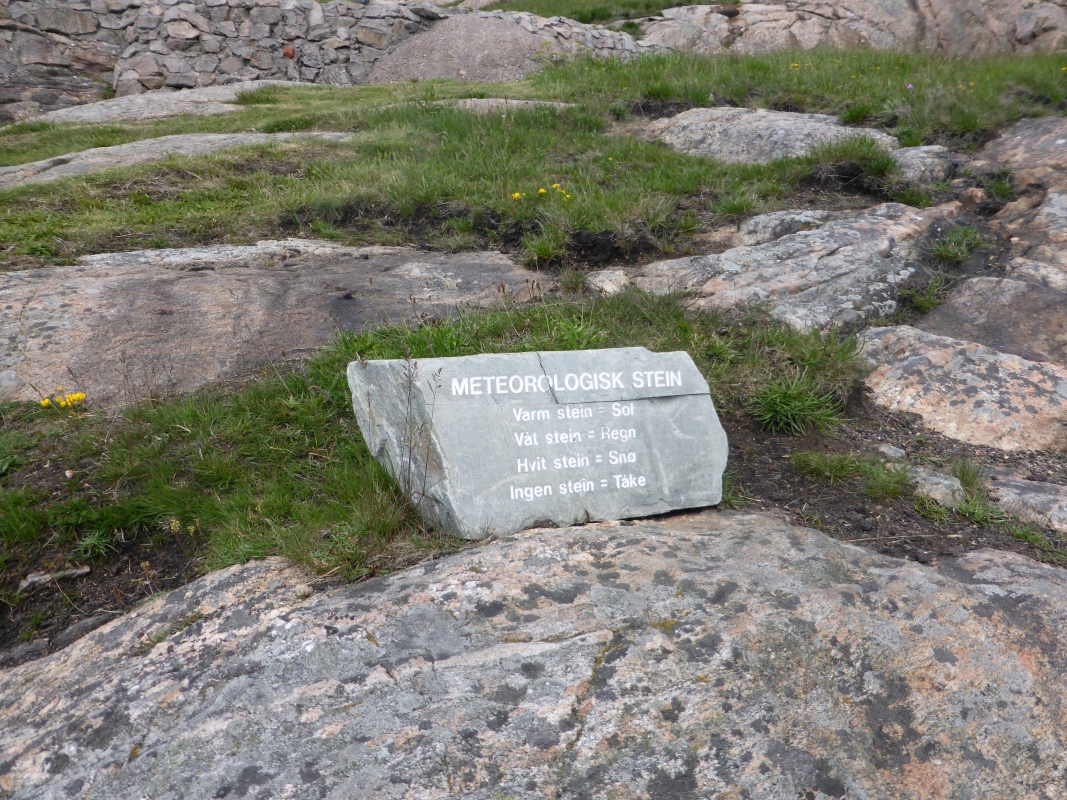 METEOROLOGISK STEIN
Varm stein = Sol
Våt stein = Regn
Hvit stein = Snø
Ingen stein = Tåke